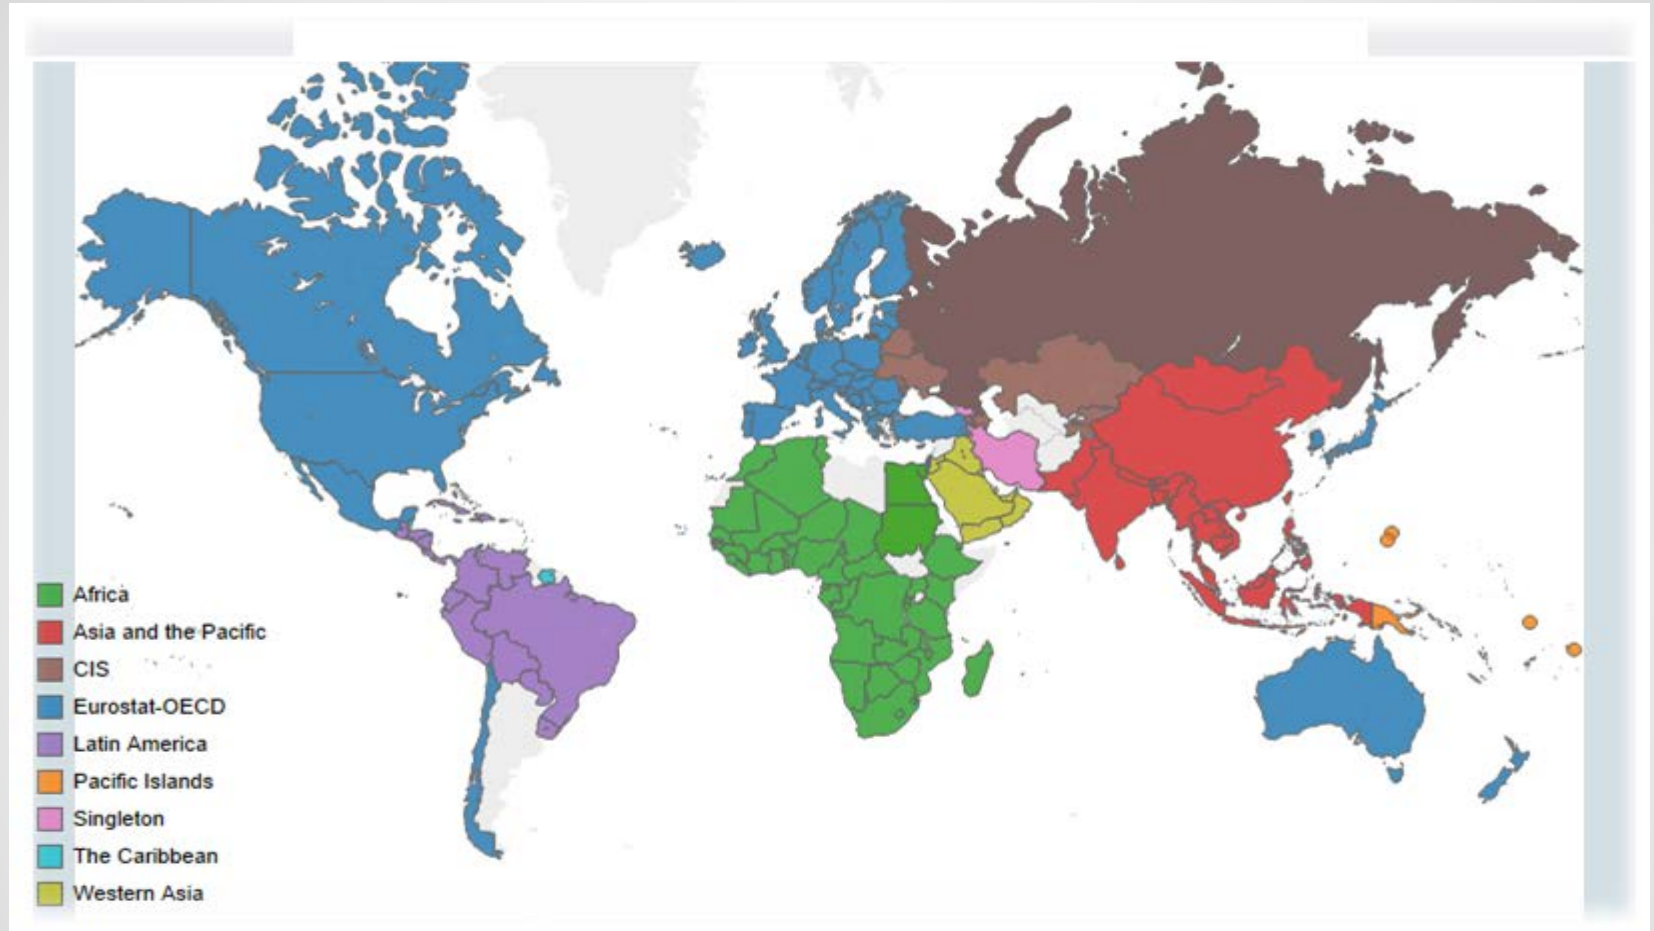 Africa
Asia and the Pacific
CIS
Eurostat-OECD
Latin America
Pacific Islands
Singleton
The Caribbean
Western Asia